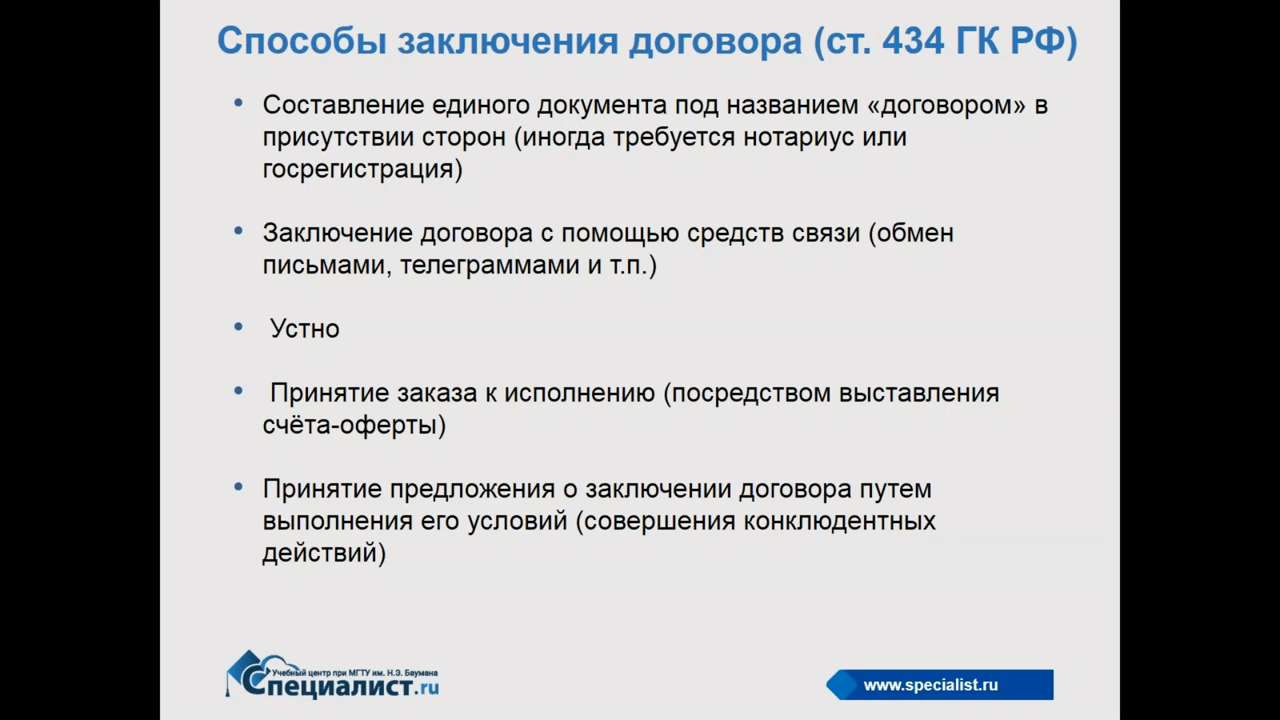 Способы заключения договора (ст. 434 ГК РФ)
• Составление единого документа под названием «договором» в
присутствии сторон (иногда требуется нотариус или
госрегистрация)
• Заключение договора с помощью средств связи (обмен
письмами, телеграммами и т.п.)
• Устно
• Принятие заказа к исполнению (посредством выставления
счёта-оферты)
• Принятие предложения о заключении договора путем
выполнения его условий (совершения конклюдентных
действий)
Учебный центр при МГТУ им. Н.Э. Баумана
Специалист.ru
www.specialist.ru